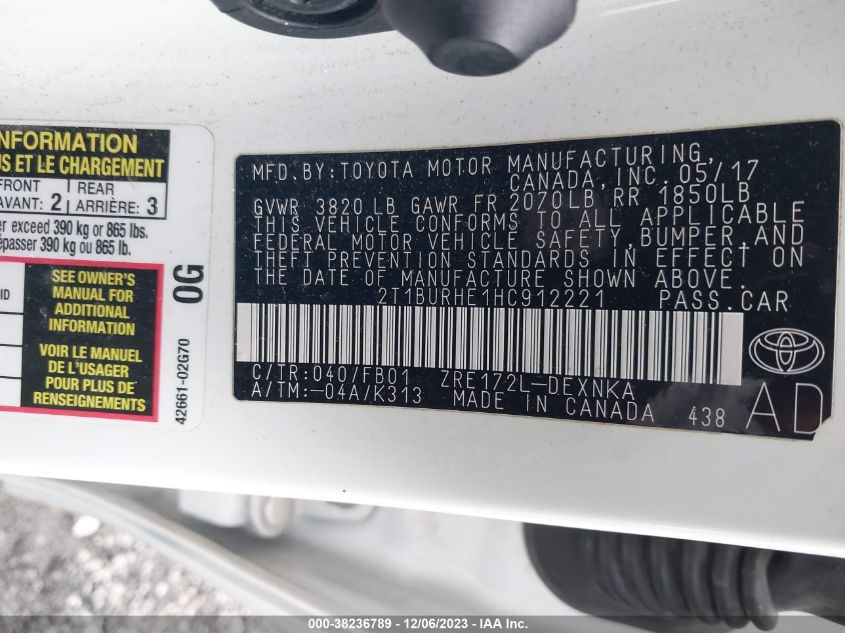 NFORMATION
US ET LE CHARGEMENT
FRONT
AVANT: 2
REAR
ARRIÈRE: 3
er exceed 390 kg or 865 lbs.
épasser 390 kg ou 865 lb.
ID
SEE OWNER'S
MANUAL FOR
ADDITIONAL
INFORMATION
VOIR LE MANUEL
DE L'USAGER
POUR PLUS DE
RENSEIGNEMENTS
OG
42661-02G70
MFD. BY: TOYOTA MOTOR MANUFACTURING,
CANADA, INC. 05/17
GVWR 3820 LB GAWR FR 2070LB RR 1850LB
THIS VEHICLE CONFORMS TO ALL APPLICABLE
FEDERAL MOTOR VEHICLE SAFETY, BUMPER, AND
THEFT PREVENTION STANDARDS IN EFFECT ON
THE DATE OF MANUFACTURE SHOWN ABOVE.
2T1BURHE1HC912221 PASS. CAR
C/TR: 040/FB01 ZRE172L-DEXNKA
A/TM: -04A/K313 MADE IN CANADA 438
AD
000-38236789 - 12/06/2023 - IAA Inc.